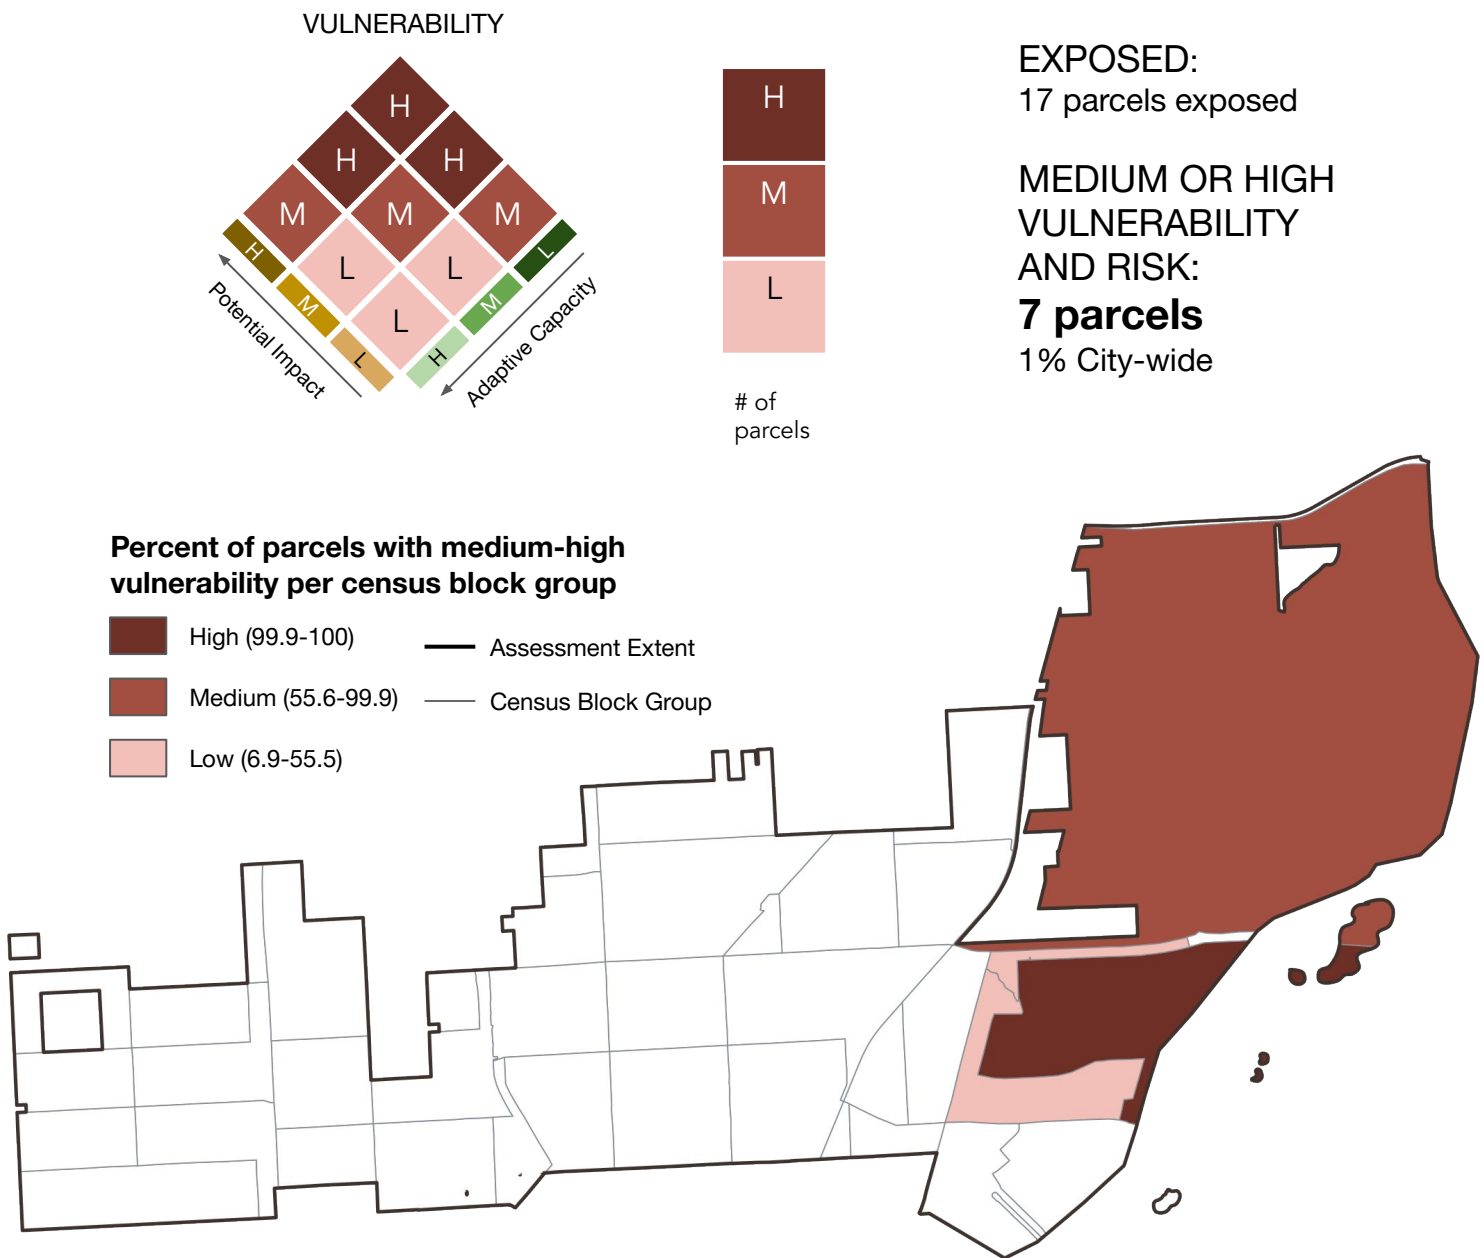 VULNERABILITY
H
H
H
M
M
M
L
L
L
H
M
L
L
M
H
Potential Impact
Adaptive Capacity
H
M
L
# of
parcels
EXPOSED:
17 parcels exposed
MEDIUM OR HIGH
VULNERABILITY
AND RISK:
7 parcels
1% City-wide
Percent of parcels with medium-high
vulnerability per census block group
High (99.9-100)
Medium (55.6-99.9)
Low (6.9-55.5)
Assessment Extent
Census Block Group